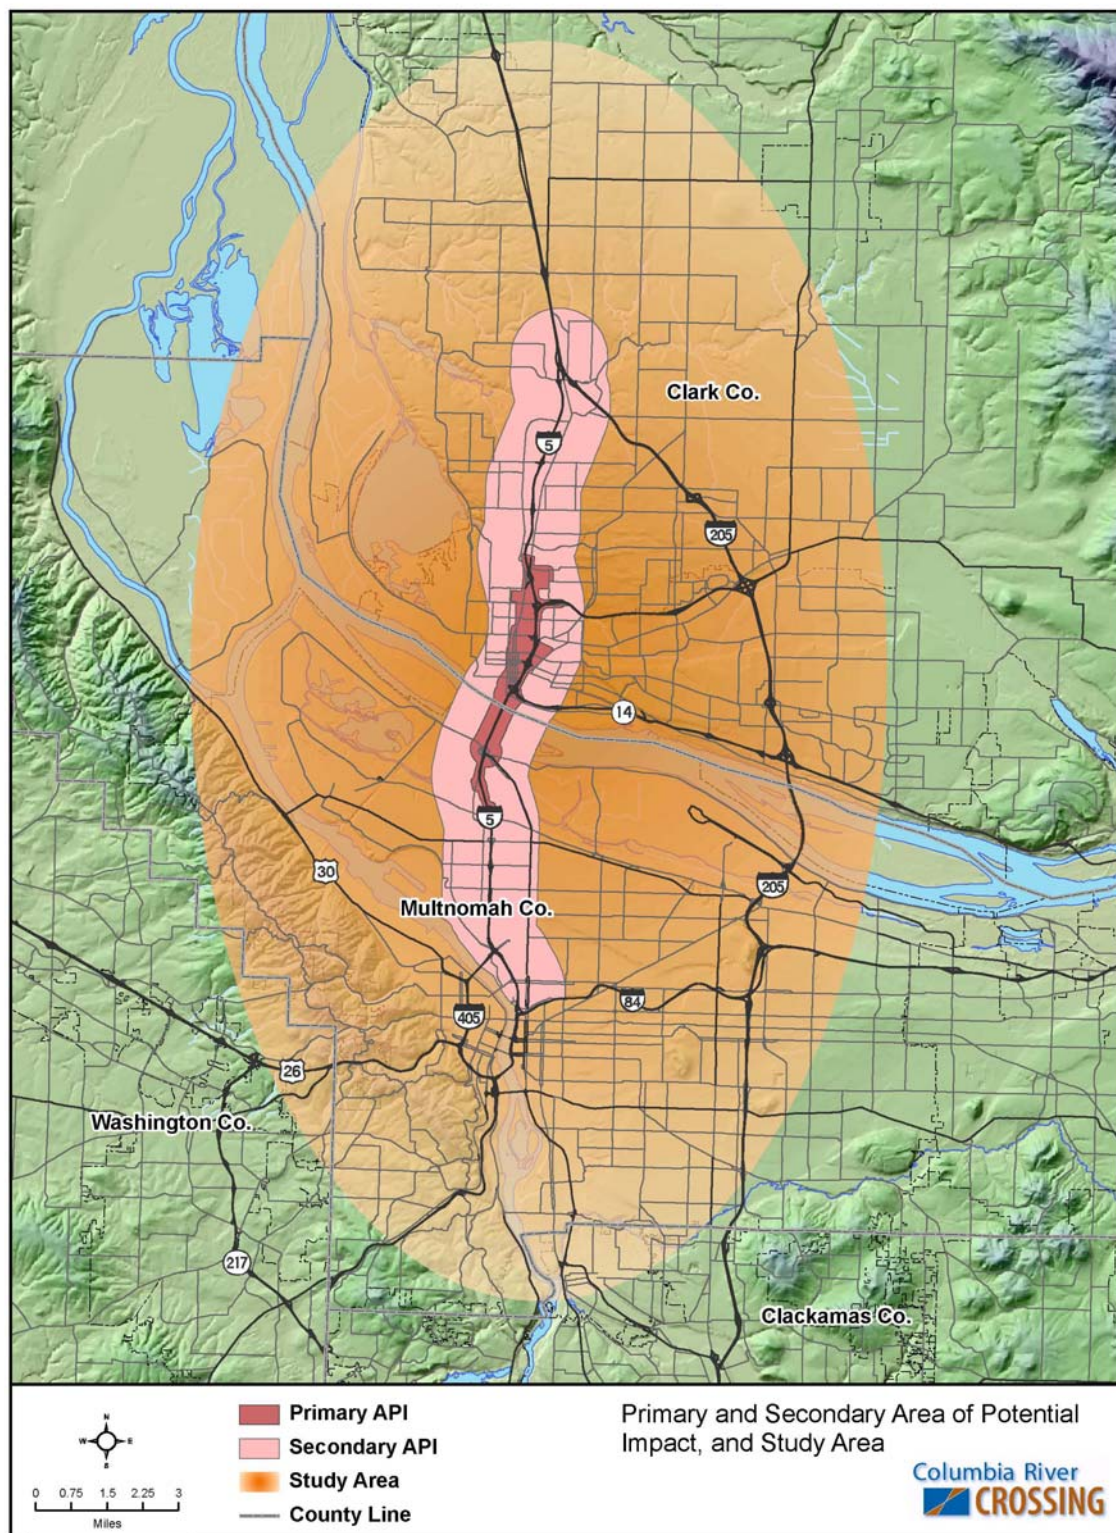 Clark Co.
5
205
14
5
30
205
Multnomah Co.
84
405
26
Washington Co.
217
Clackamas Co.
N
W E
S
0 0.75 1.5 2.25 3
Miles
Primary API
Secondary API
Study Area
County Line
Primary and Secondary Area of Potential
Impact, and Study Area
Columbia River
CROSSING